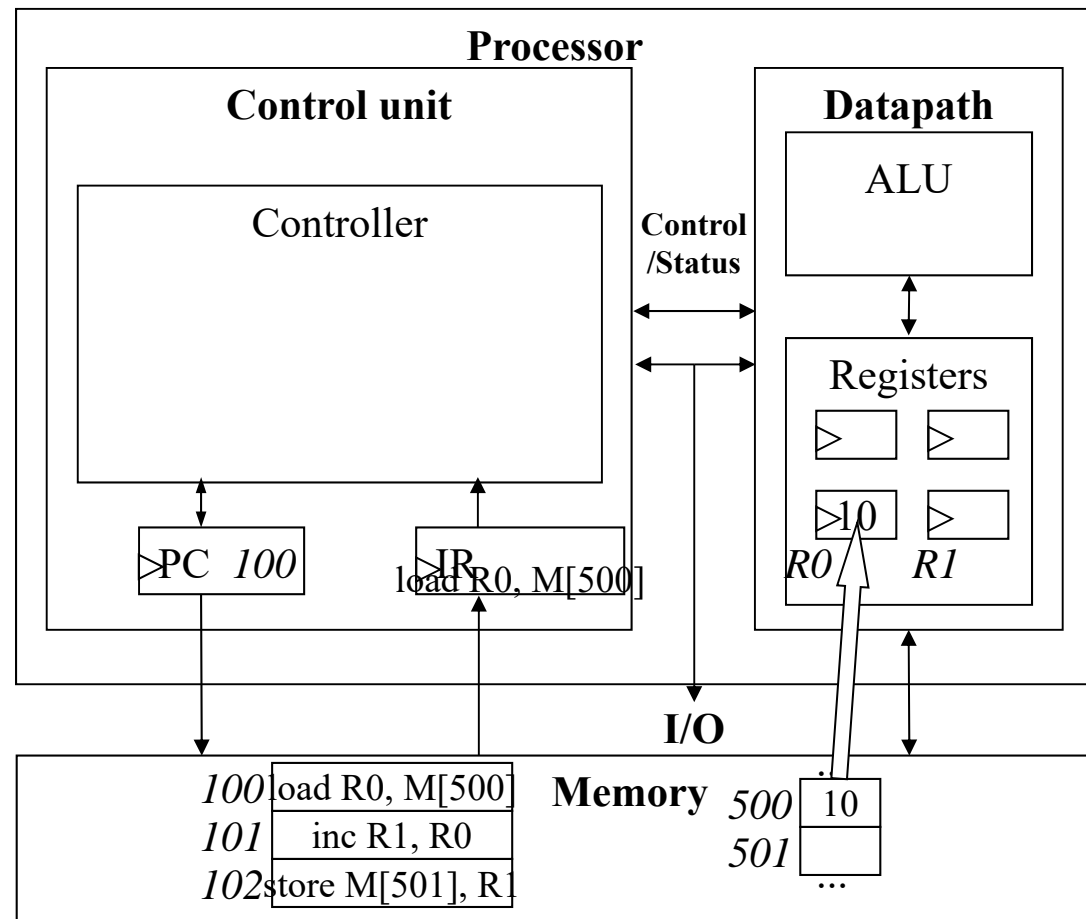 Processor
Control unit
Controller
PC 100
IR
load R0, M[500]
Control
/Status
Datapath
ALU
Registers
10
R0 R1
I/O
Memory
100 load R0, M[500]
101 inc R1, R0
102 store M[501], R1
...
500 10
501
...